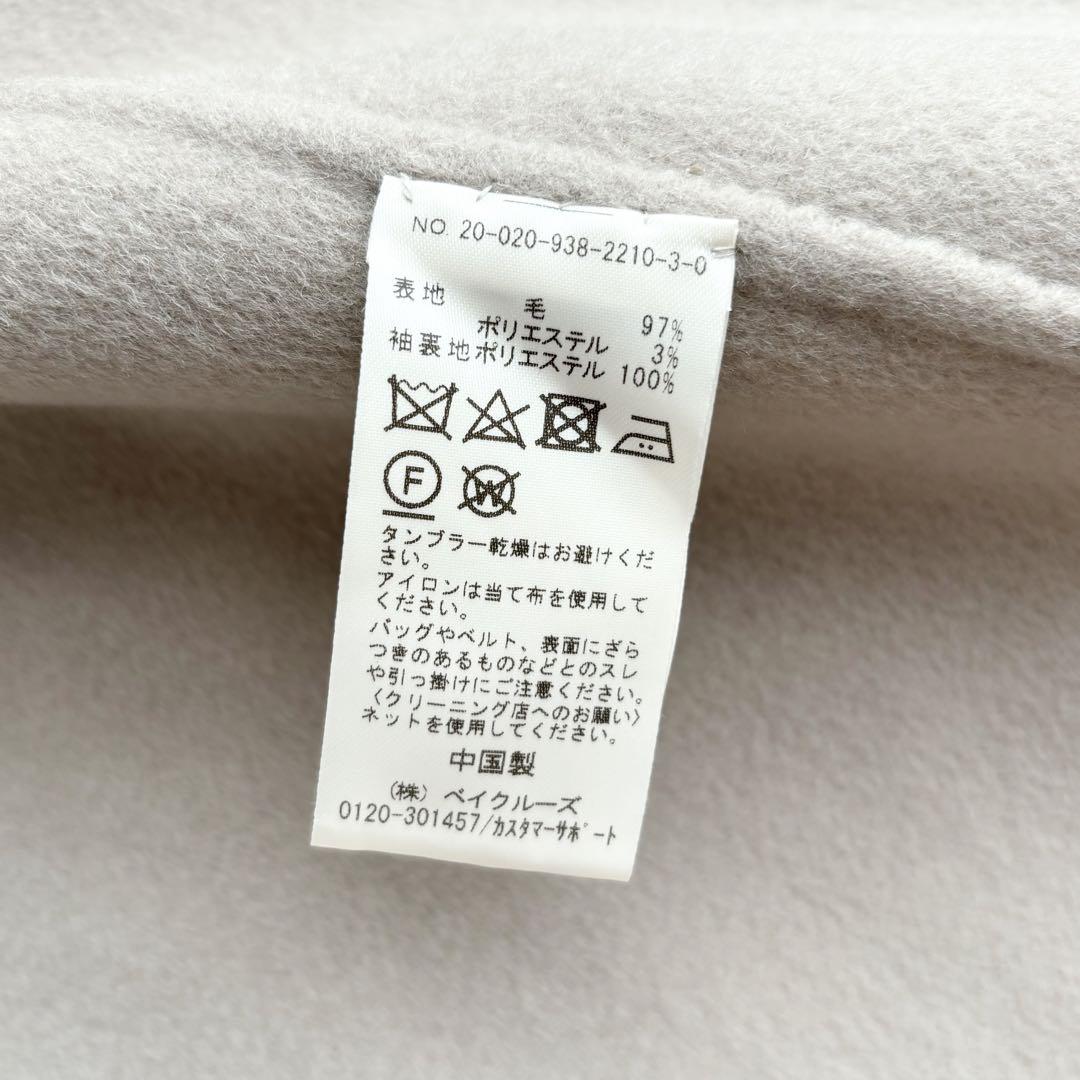 NO. 20-020-938-2210-3-0
表地 毛 97%
ポリエステル 3%
袖裏地ポリエステル 100%
F W
タンブラー乾燥はお避けくだ
さい。
アイロンは当て布を使用して
ください。
バッグやベルト、表面にざら
つきのあるものなどとのスレ
や引っ掛けにご注意ください。
〈クリーニング店へのお願い〉
ネットを使用してください。
中国製
(株) ベイクルーズ
0120-301457/カスタマーサポート